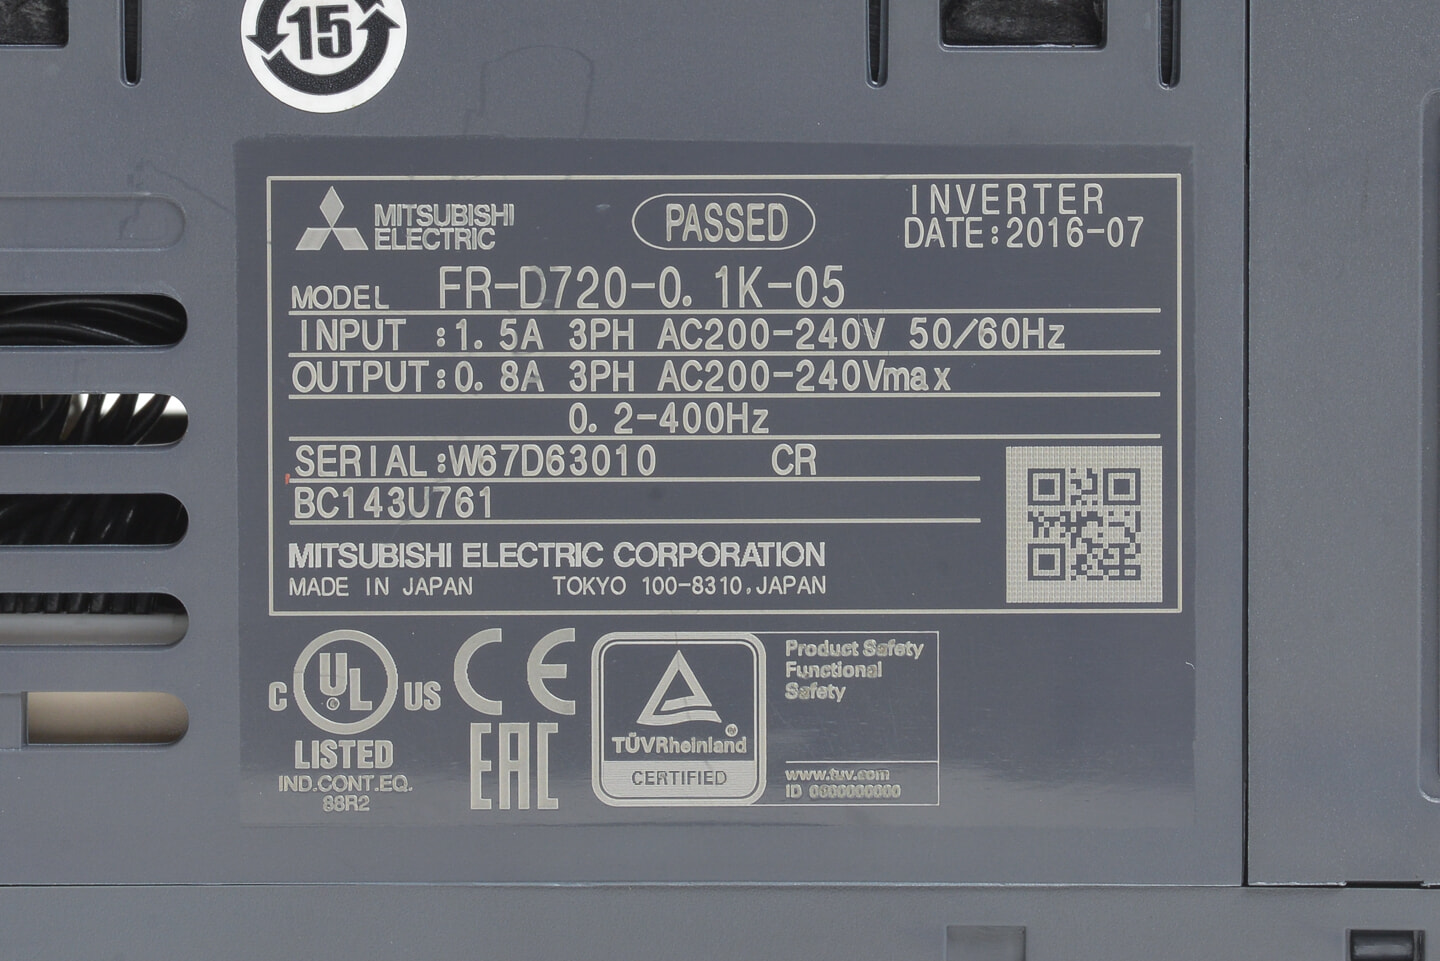 15
MITSUBISHI
ELECTRIC
PASSED
INVERTER
DATE:2016-07
MODEL FR-D720-0.1K-05
INPUT :1.5A 3PH AC200-240V 50/60Hz
OUTPUT:0.8A 3PH AC200-240Vmax
0.2-400Hz
SERIAL:W67D63010 CR
BC143U761
MITSUBISHI ELECTRIC CORPORATION
MADE IN JAPAN TOKYO 100-8310,JAPAN
C UL US
LISTED
IND.CONT.EQ.
88R2
CE
EAC
TÜVRheinland
CERTIFIED
Product Safety
Functional
Safety
www.tuv.com
ID 0600000000